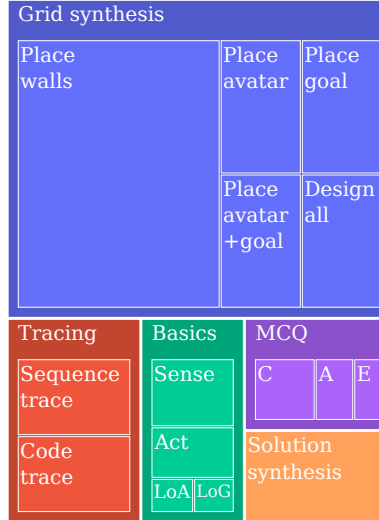 Grid synthesis
Place
walls
Place
avatar
Place
goal
Place
avatar
+goal
Design
all
Tracing
Sequence
trace
Code
trace
Basics
Sense
Act
LoA
LoG
MCQ
C
A
E
Solution
synthesis